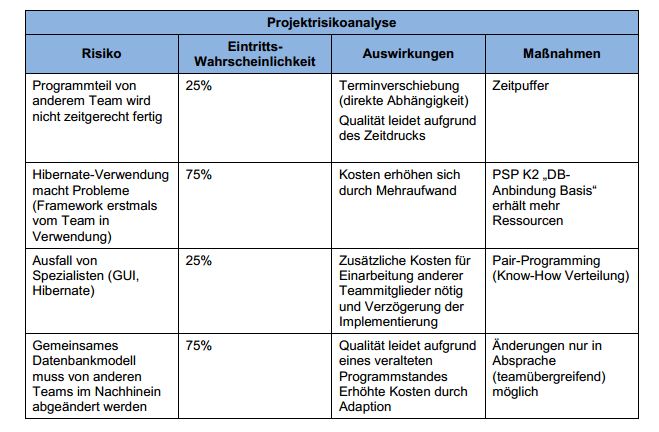 Projektrisikoanalyse
Risiko
Eintritts-
Wahrscheinlichkeit
Auswirkungen
Maßnahmen
Programmteil von
anderem Team wird
nicht zeitgerecht fertig
25%
Terminverschiebung
(direkte Abhängigkeit)
Qualität leidet aufgrund
des Zeitdrucks
Zeitpuffer
Hibernate-Verwendung
macht Probleme
(Framework erstmals
vom Team in
Verwendung)
75%
Kosten erhöhen sich
durch Mehraufwand
PSP K2 „DB-
Anbindung Basis“
erhält mehr
Ressourcen
Ausfall von
Spezialisten (GUI,
Hibernate)
25%
Zusätzliche Kosten für
Einarbeitung anderer
Teammitglieder nötig
und Verzögerung der
Implementierung
Pair-Programming
(Know-How Verteilung)
Gemeinsames
Datenbankmodell
muss von anderen
Teams im Nachhinein
abgeändert werden
75%
Qualität leidet aufgrund
eines veralteten
Programmstandes
Erhöhte Kosten durch
Adaption
Änderungen nur in
Absprache
(teamübergreifend)
möglich